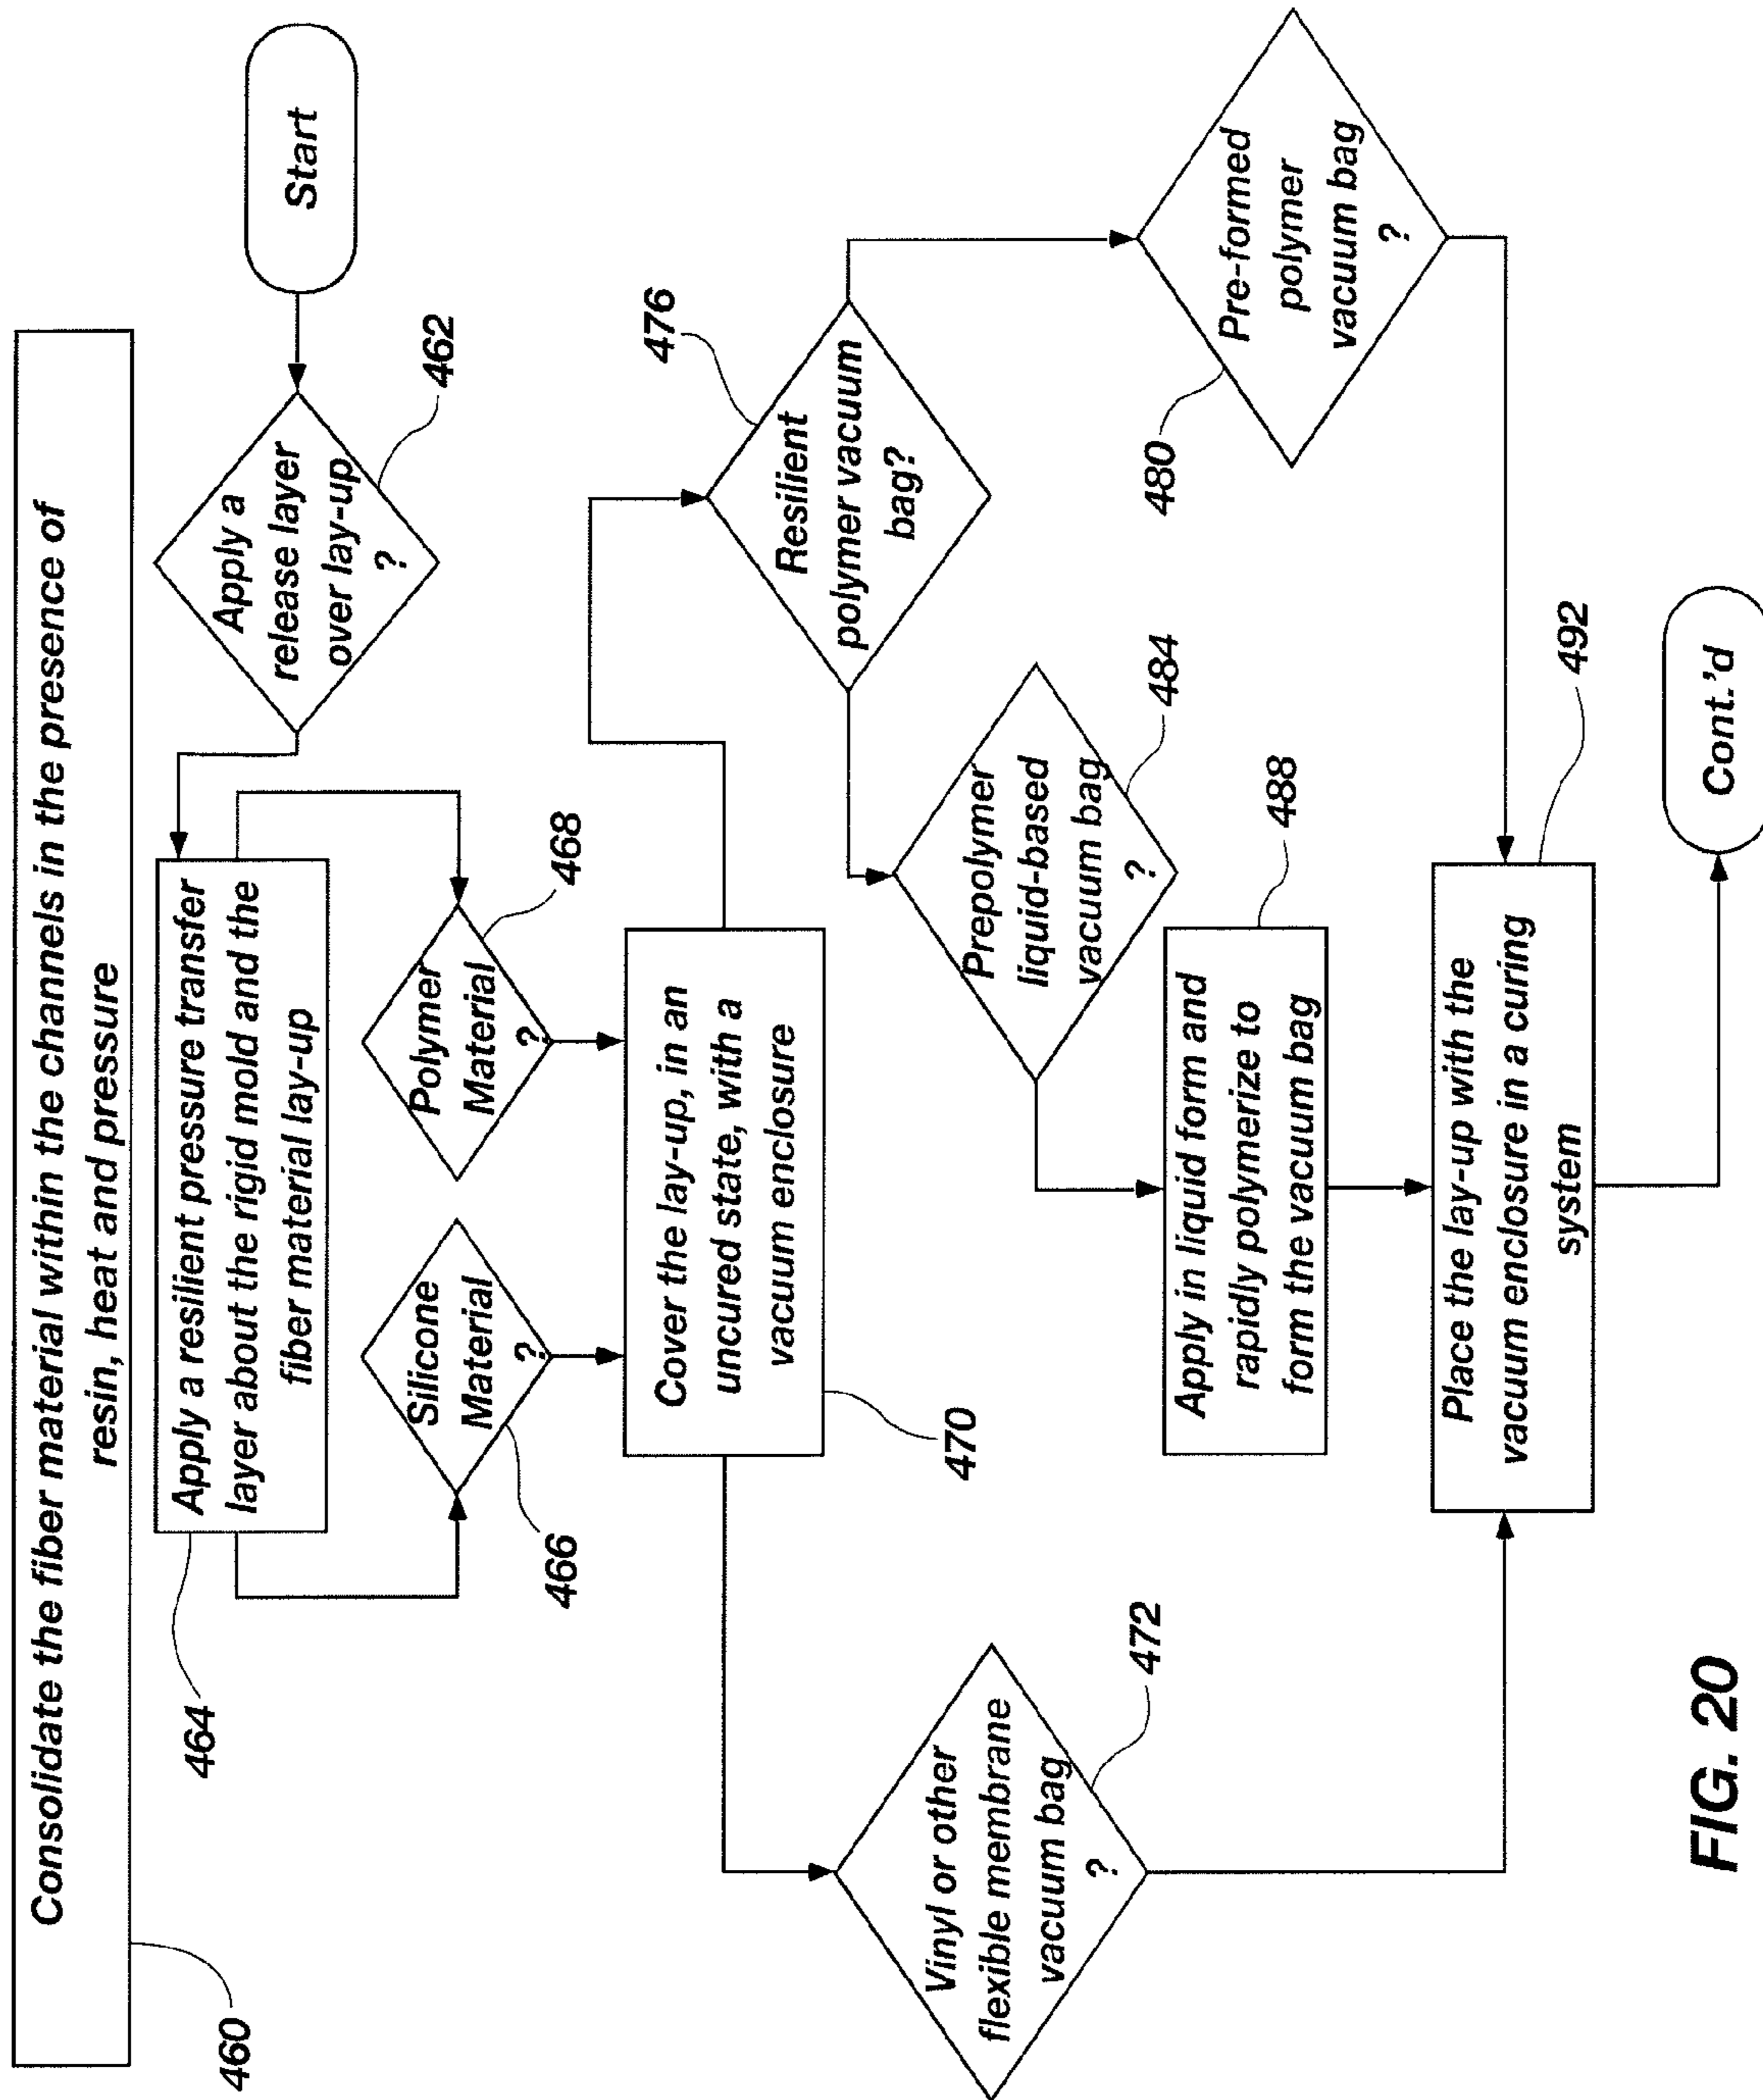 Consolidate the fiber material within the channels in the presence of
resin, heat and pressure
460
Start
Apply a
release layer
over lay-up
?
462
Apply a resilient pressure transfer
layer about the rigid mold and the
fiber material lay-up
464
Silicone
Material
?
466
Polymer
Material
?
468
Cover the lay-up, in an
uncured state, with a
vacuum enclosure
470
Vinyl or other
flexible membrane
vacuum bag
?
472
Resilient
polymer vacuum
bag?
476
Prepolymer
liquid-based
vacuum bag
?
484
Pre-formed
polymer
vacuum bag
?
480
Apply in liquid form and
rapidly polymerize to
form the vacuum bag
488
Place the lay-up with the
vacuum enclosure in a curing
system
492
Cont.'d
FIG. 20